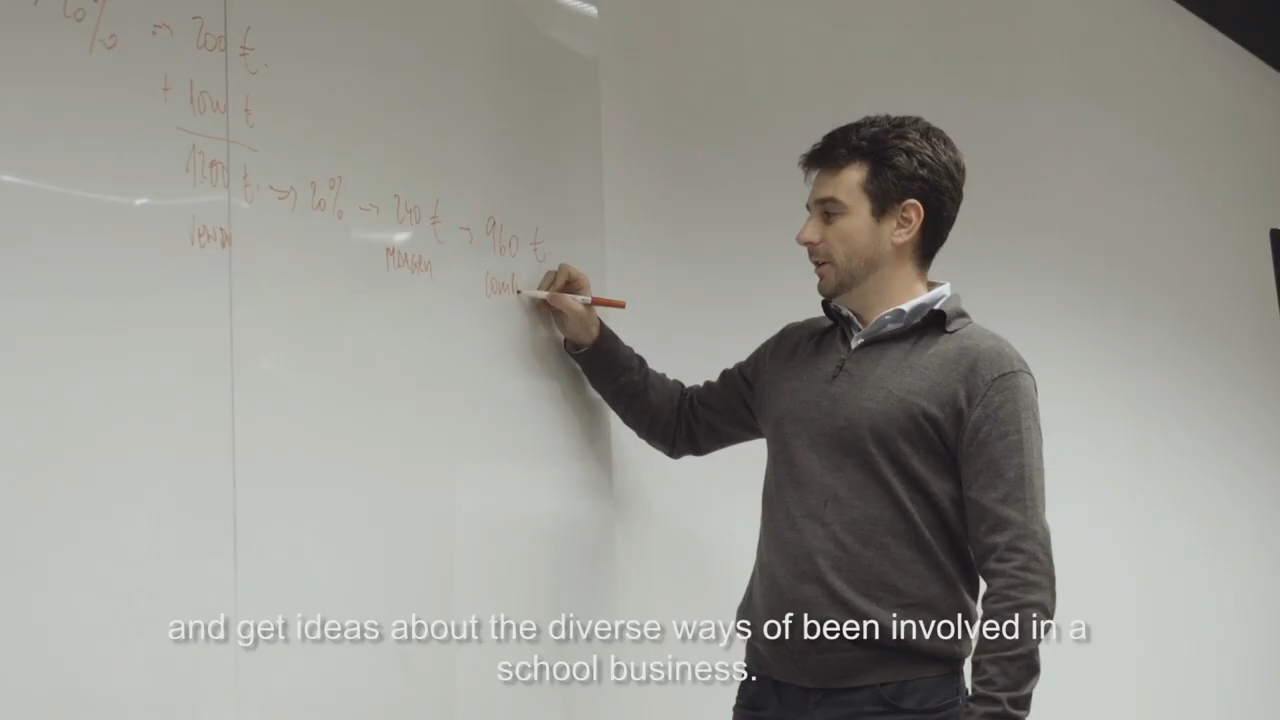 20% → 200 €.
+ 1000 €
1200 €. → 20% → 240 € → 960 €
MARGEN
and get ideas about the diverse ways of been involved in a
school business.